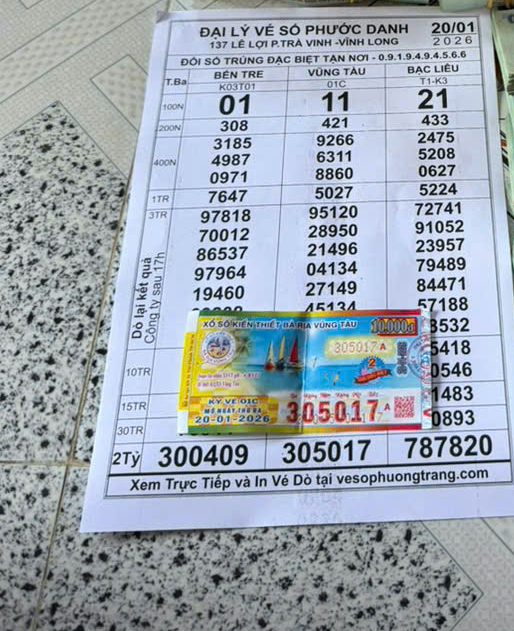 ĐẠI LÝ VÉ SỐ PHƯỚC DANH 20/01
137 LÊ LỢI P.TRÀ VINH -VĨNH LONG 2026
ĐỔI SỐ TRÚNG ĐẶC BIỆT TẬN NƠI - 0.9.1.9.4.9.4.5.6.6
T.Ba BẾN TRE VŨNG TÀU BẠC LIÊU
K03T01 01C T1-K3
100N 01 11 21
200N 308 421 433
3185 9266 2475
400N 4987 6311 5208
0971 8860 0627
1TR 7647 5027 5224
3TR 97818 95120 72741
70012 28950 91052
86537 21496 23957
97964 04134 79489
19460 27149 84471
45134 57188
3532
5418
10TR 0546
15TR 1483
30TR 0893
2Tỷ 300409 305017 787820
Dò lại kết quả
Công ty sau 17h
XỔ SỐ KIẾN THIẾT BÀ RỊA VŨNG TÀU 10.000đ
305017 A
KỲ VÉ 01C
MỞ NGÀY THỨ BA
20-01-2026
305017 A
Xem Trực Tiếp và In Vé Dò tại vesophuongtrang.com